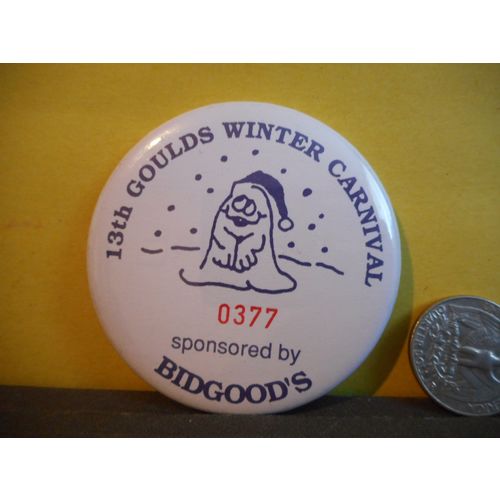 13th GOULDS WINTER CARNIVAL
0377
sponsored by
BIDGOOD'S